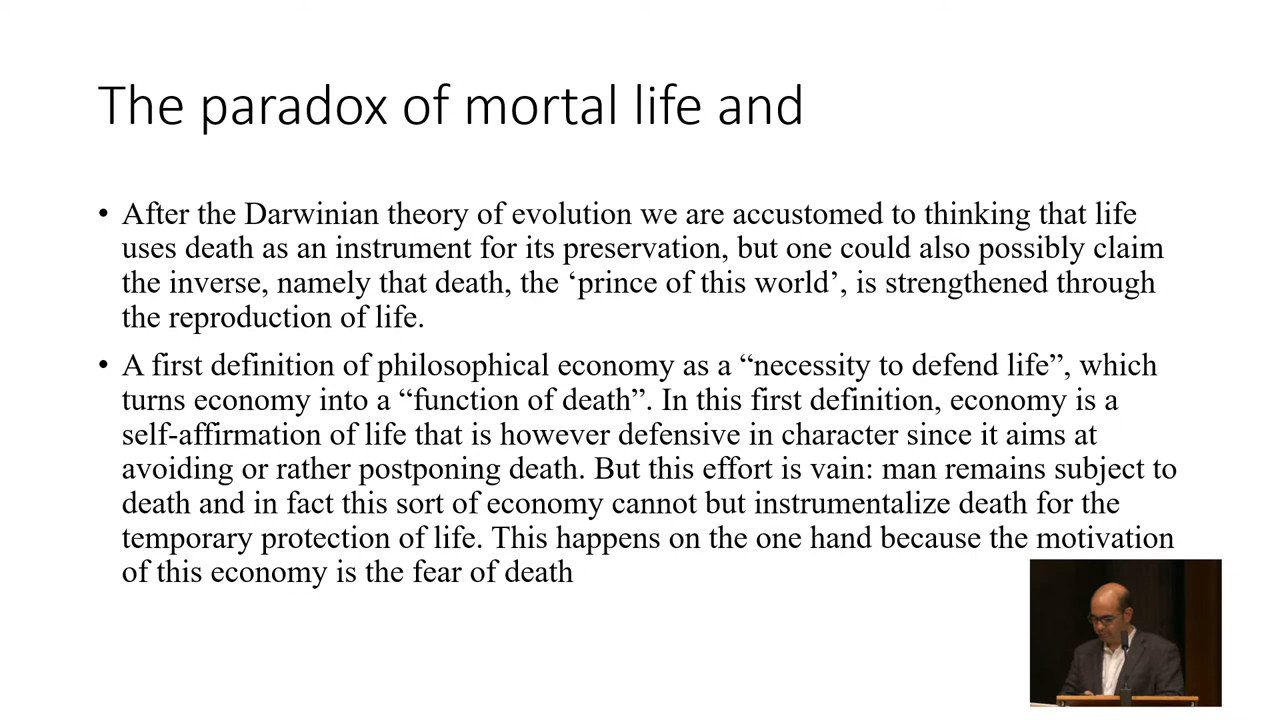 The paradox of mortal life and
• After the Darwinian theory of evolution we are accustomed to thinking that life
uses death as an instrument for its preservation, but one could also possibly claim
the inverse, namely that death, the ‘prince of this world’, is strengthened through
the reproduction of life.
• A first definition of philosophical economy as a “necessity to defend life”, which
turns economy into a “function of death”. In this first definition, economy is a
self-affirmation of life that is however defensive in character since it aims at
avoiding or rather postponing death. But this effort is vain: man remains subject to
death and in fact this sort of economy cannot but instrumentalize death for the
temporary protection of life. This happens on the one hand because the motivation
of this economy is the fear of death